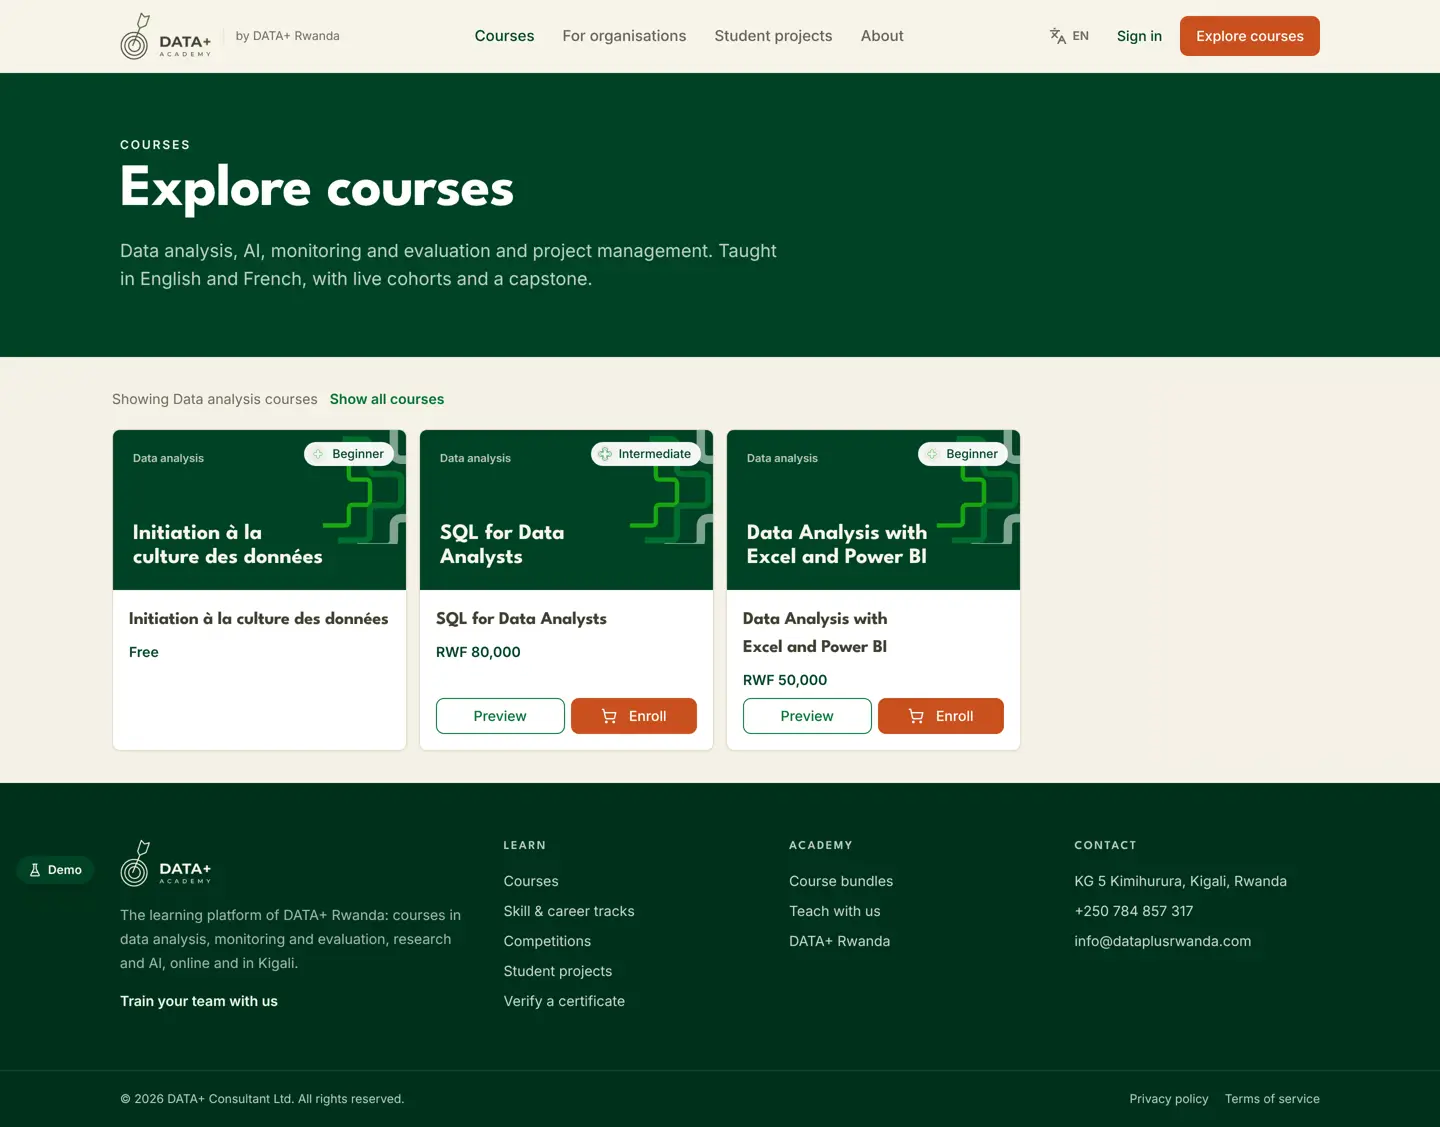 DATA+
ACADEMY
by DATA+ Rwanda
Courses
For organisations
Student projects
About
EN
Sign in
Explore courses
COURSES
Explore courses
Data analysis, AI, monitoring and evaluation and project management. Taught
in English and French, with live cohorts and a capstone.
Showing Data analysis courses
Show all courses
Data analysis
Beginner
Initiation à la
culture des données
Initiation à la culture des données
Free
Data analysis
Intermediate
SQL for Data
Analysts
SQL for Data Analysts
RWF 80,000
Preview
Enroll
Data analysis
Beginner
Data Analysis with
Excel and Power BI
Data Analysis with
Excel and Power BI
RWF 50,000
Preview
Enroll
Demo
DATA+
ACADEMY
The learning platform of DATA+ Rwanda: courses in
data analysis, monitoring and evaluation, research
and AI, online and in Kigali.
Train your team with us
LEARN
Courses
Skill & career tracks
Competitions
Student projects
Verify a certificate
ACADEMY
Course bundles
Teach with us
DATA+ Rwanda
CONTACT
KG 5 Kimihurura, Kigali, Rwanda
+250 784 857 317
info@dataplusrwanda.com
© 2026 DATA+ Consultant Ltd. All rights reserved.
Privacy policy
Terms of service